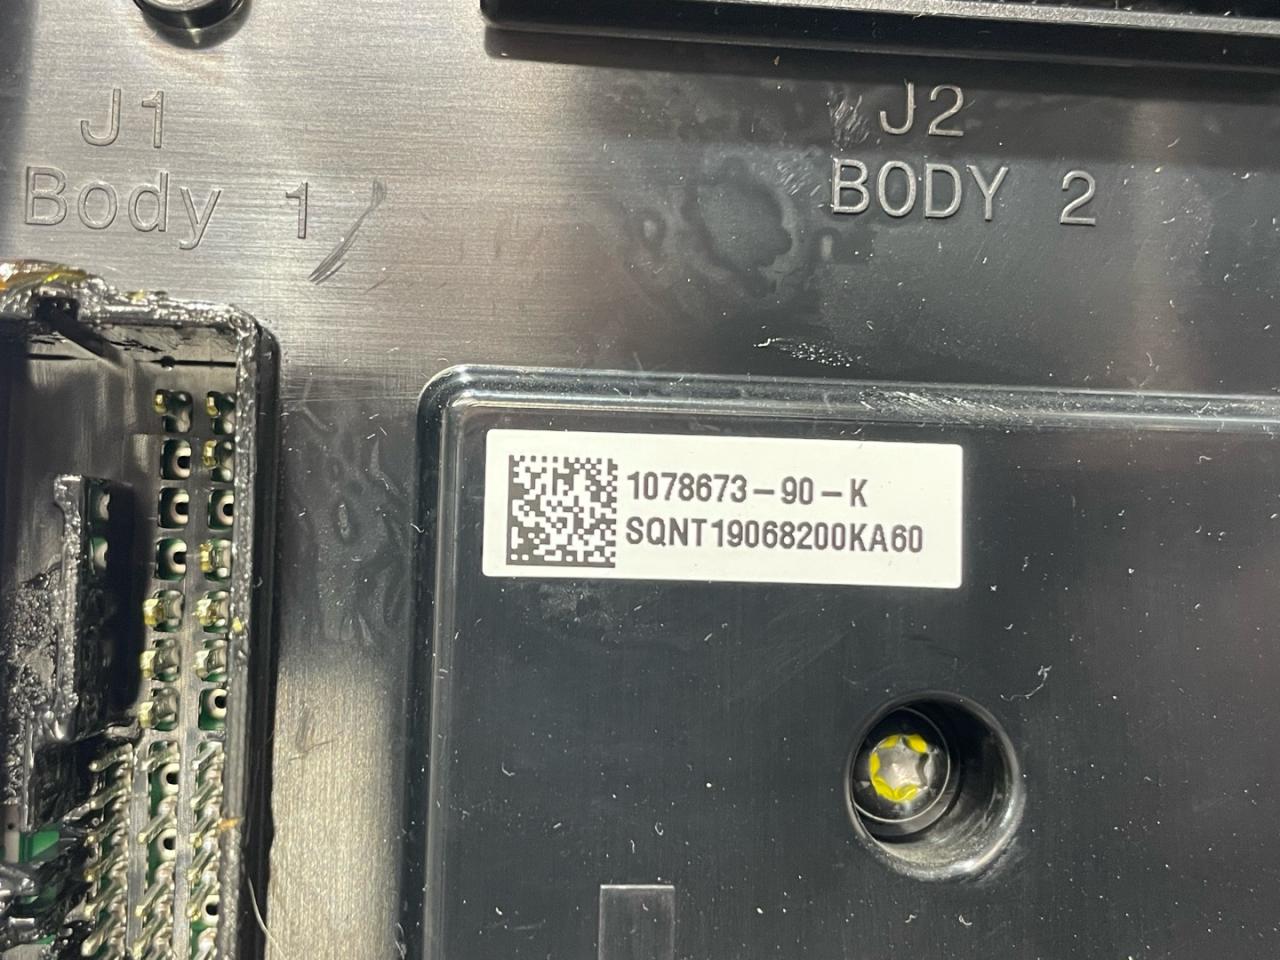 J1
Body 1
J2
BODY 2
1078673-90-K
SQNT19068200KA60